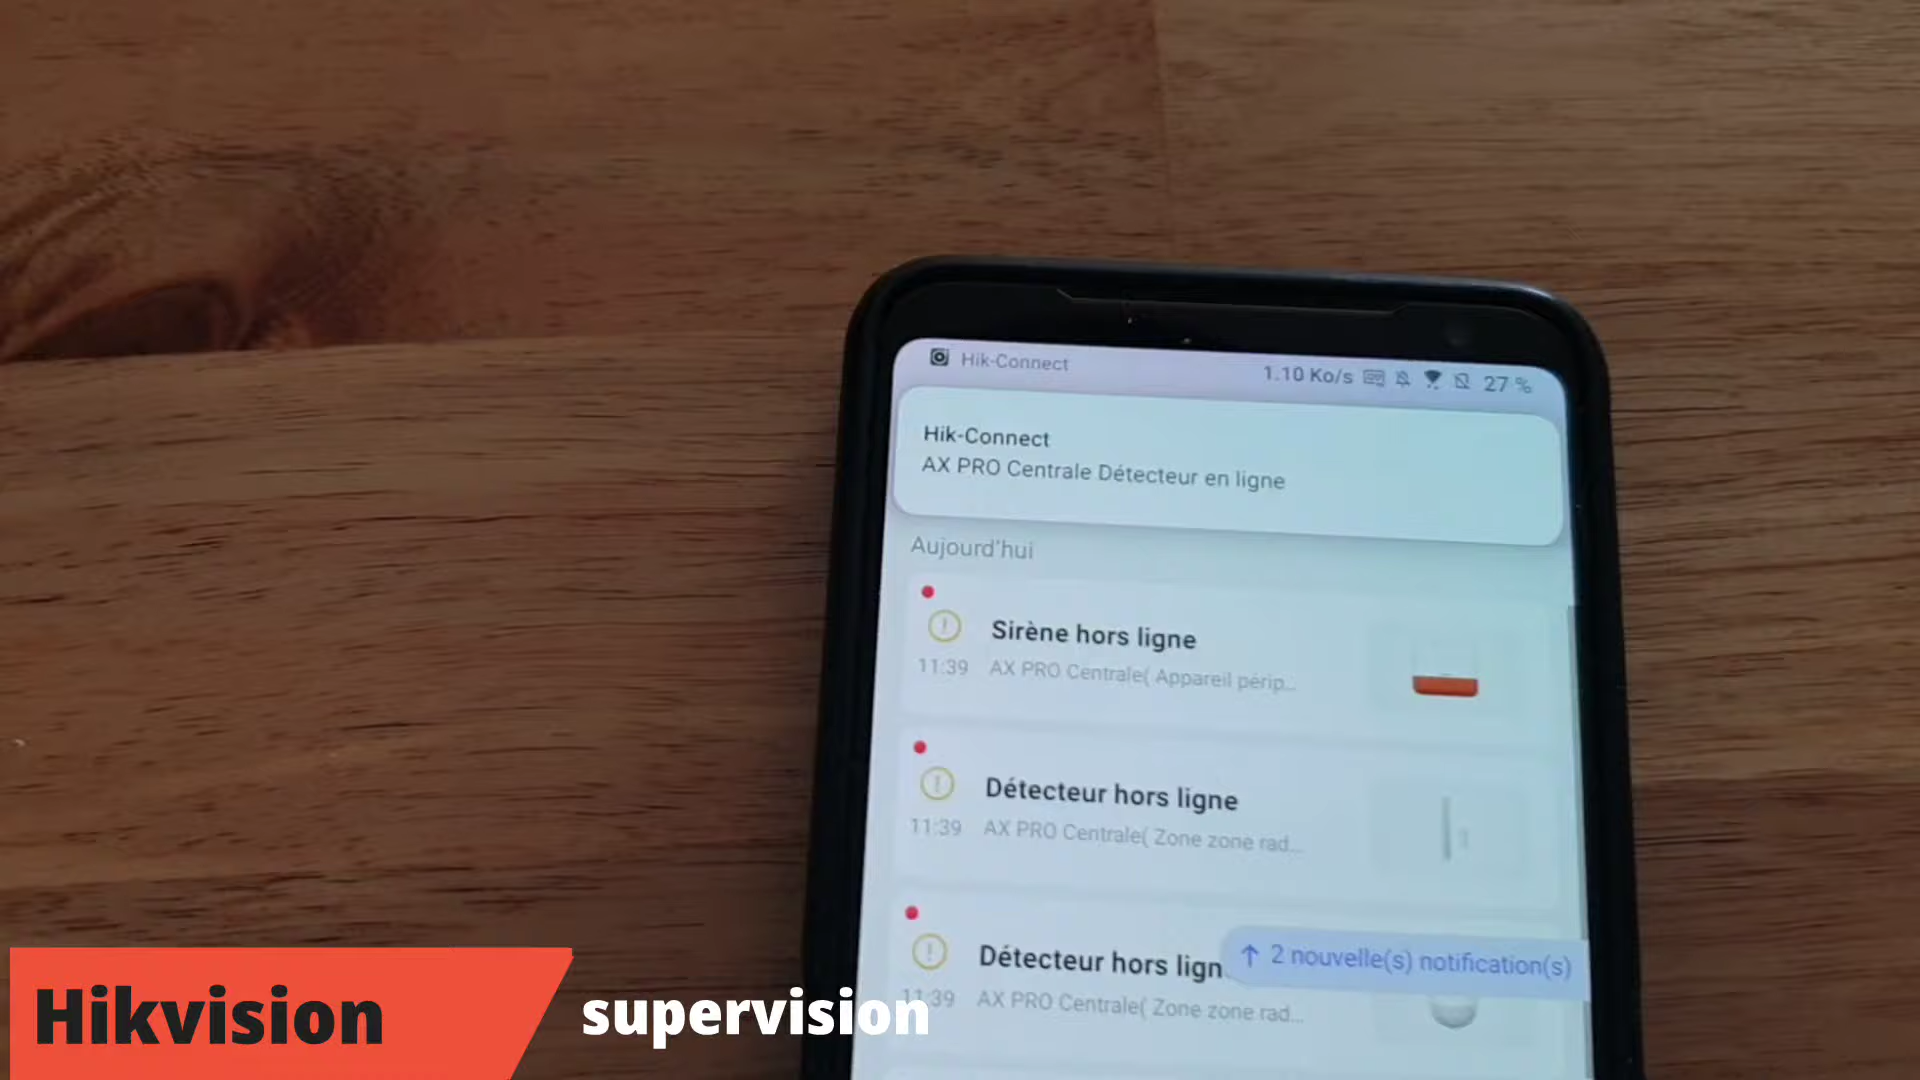 Hik-Connect
1.10 Ko/s
27 %
Hik-Connect
AX PRO Centrale Détecteur en ligne
Aujourd'hui
Sirène hors ligne
11:39 AX PRO Centrale( Appareil périp...
Détecteur hors ligne
11:39 AX PRO Centrale( Zone zone rad...
Détecteur hors lign
2 nouvelle(s) notification(s)
11:39 AX PRO Centrale( Zone zone rad...
Hikvision
supervision